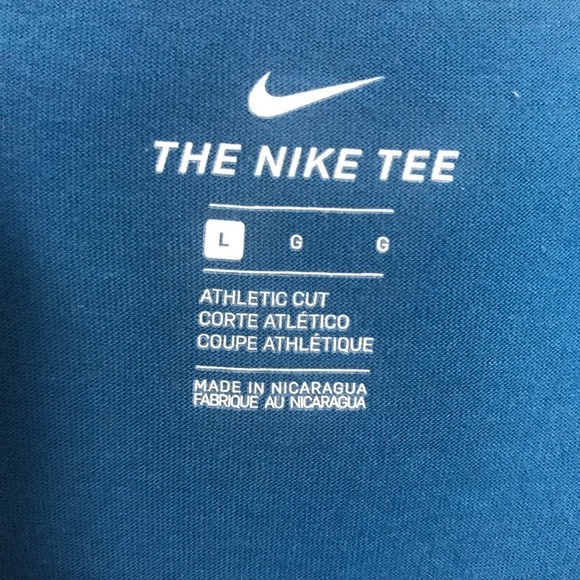 THE NIKE TEE
L G G
ATHLETIC CUT
CORTE ATLÉTICO
COUPE ATHLÉTIQUE
MADE IN NICARAGUA
FABRIQUE AU NICARAGUA